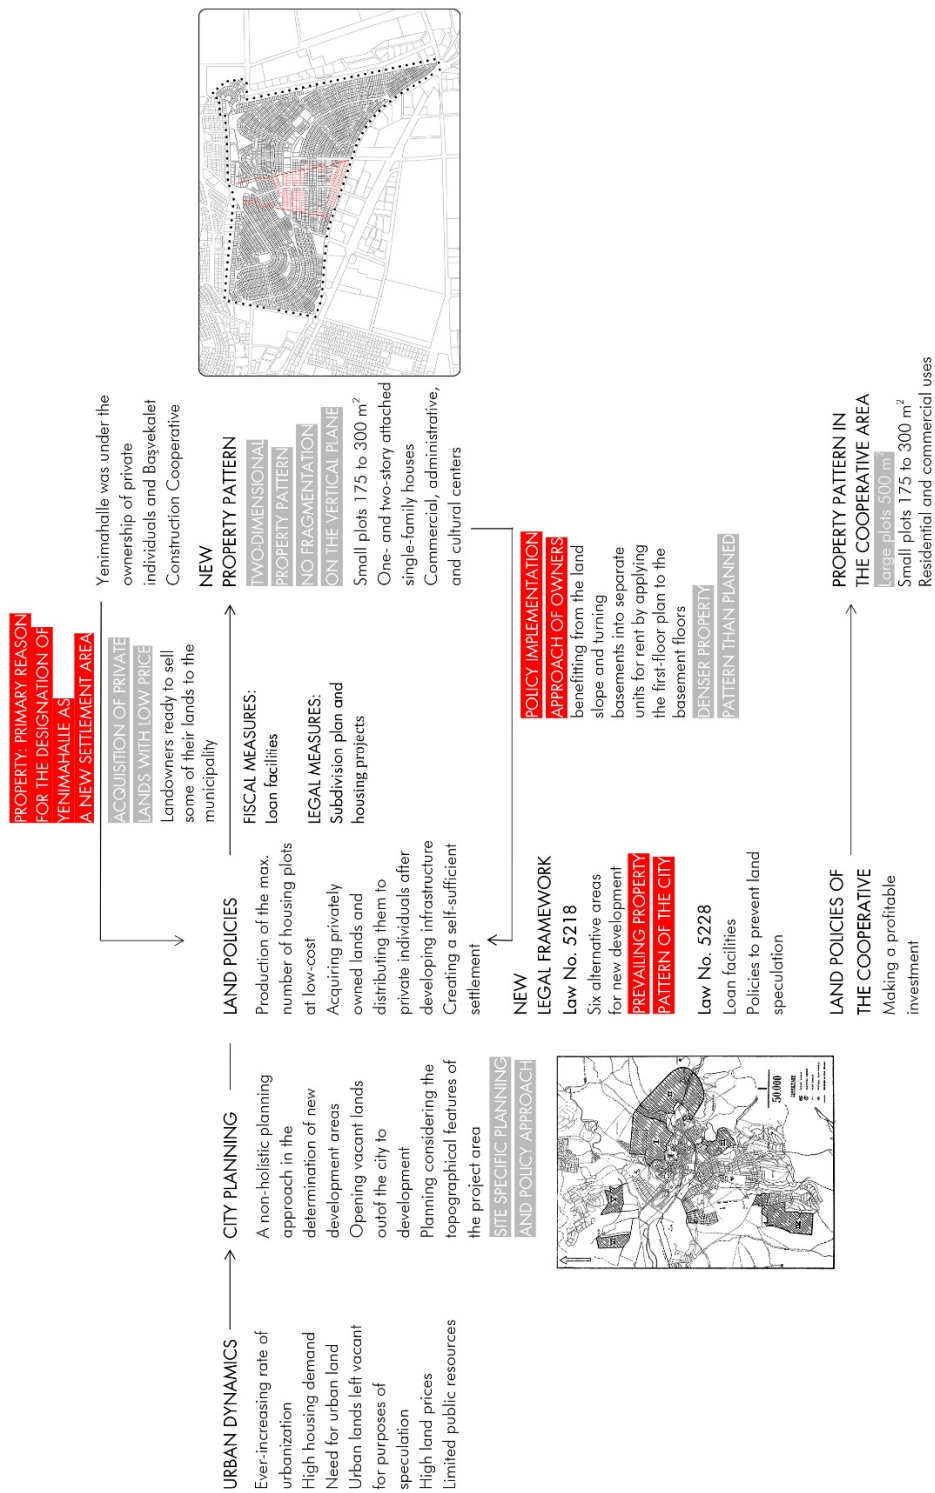 URBAN DYNAMICS
Ever-increasing rate of
urbanization
High housing demand
Need for urban land
Urban lands left vacant
for purposes of
speculation
High land prices
Limited public resources
CITY PLANNING
A non-holistic planning
approach in the
determination of new
development areas
Opening vacant lands
outof the city to
development
Planning considering the
topographical features of
the project area
SITE SPECIFIC PLANNING
AND POLICY APPROACH
50.000
LAND POLICIES
Production of the max.
number of housing plots
at low-cost
Acquiring privately
owned lands and
distributing them to
private individuals after
developing infrastructure
Creating a self-sufficient
settlement
PROPERTY: PRIMARY REASON
FOR THE DESIGNATION OF
YENIMAHALLE AS
A NEW SETTLEMENT AREA
ACQUISITION OF PRIVATE
LANDS WITH LOW PRICE
Landowners ready to sell
some of their lands to the
municipality
FISCAL MEASURES:
Loan facilities
LEGAL MEASURES:
Subdivision plan and
housing projects
Yenimahalle was under the
ownership of private
individuals and Başvekalet
Construction Cooperative
NEW
PROPERTY PATTERN
TWO-DIMENSIONAL
PROPERTY PATTERN
NO FRAGMENTATION
ON THE VERTICAL PLANE
Small plots 175 to 300 m²
One- and two-story attached
single-family houses
Commercial, administrative,
and cultural centers
NEW
LEGAL FRAMEWORK
Law No. 5218
Six alternative areas
for new development
PREVAILING PROPERTY
PATTERN OF THE CITY
Law No. 5228
Loan facilities
Policies to prevent land
speculation
POLICY IMPLEMENTATION
APPROACH OF OWNERS
benefitting from the land
slope and turning
basements into separate
units for rent by applying
the first-floor plan to the
basement floors
DENSER PROPERTY
PATTERN THAN PLANNED
LAND POLICIES OF
THE COOPERATIVE
Making a profitable
investment
PROPERTY PATTERN IN
THE COOPERATIVE AREA
Large plots 500 m²
Small plots 175 to 300 m²
Residential and commercial uses